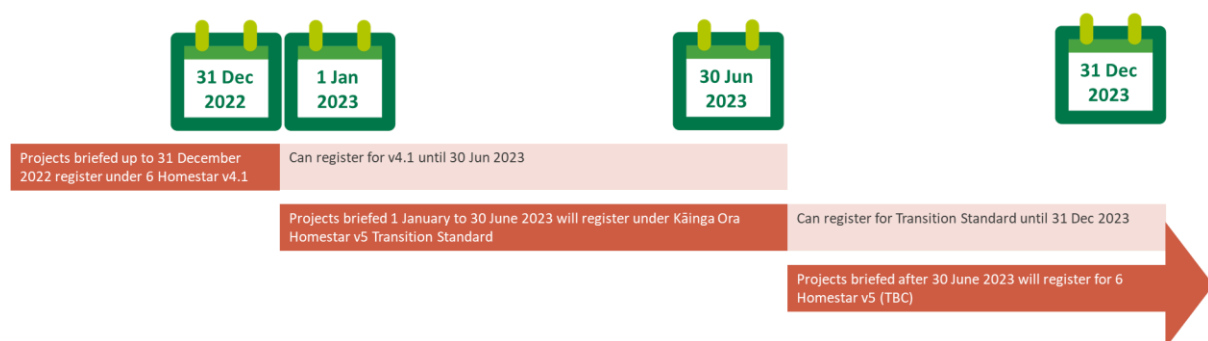 31 Dec
2022
1 Jan
2023
30 Jun
2023
31 Dec
2023
Projects briefed up to 31 December
2022 register under 6 Homestar v4.1
Can register for v4.1 until 30 Jun 2023
Projects briefed 1 January to 30 June 2023 will register under Kāinga Ora
Homestar v5 Transition Standard
Can register for Transition Standard until 31 Dec 2023
Projects briefed after 30 June 2023 will register for 6
Homestar v5 (TBC)